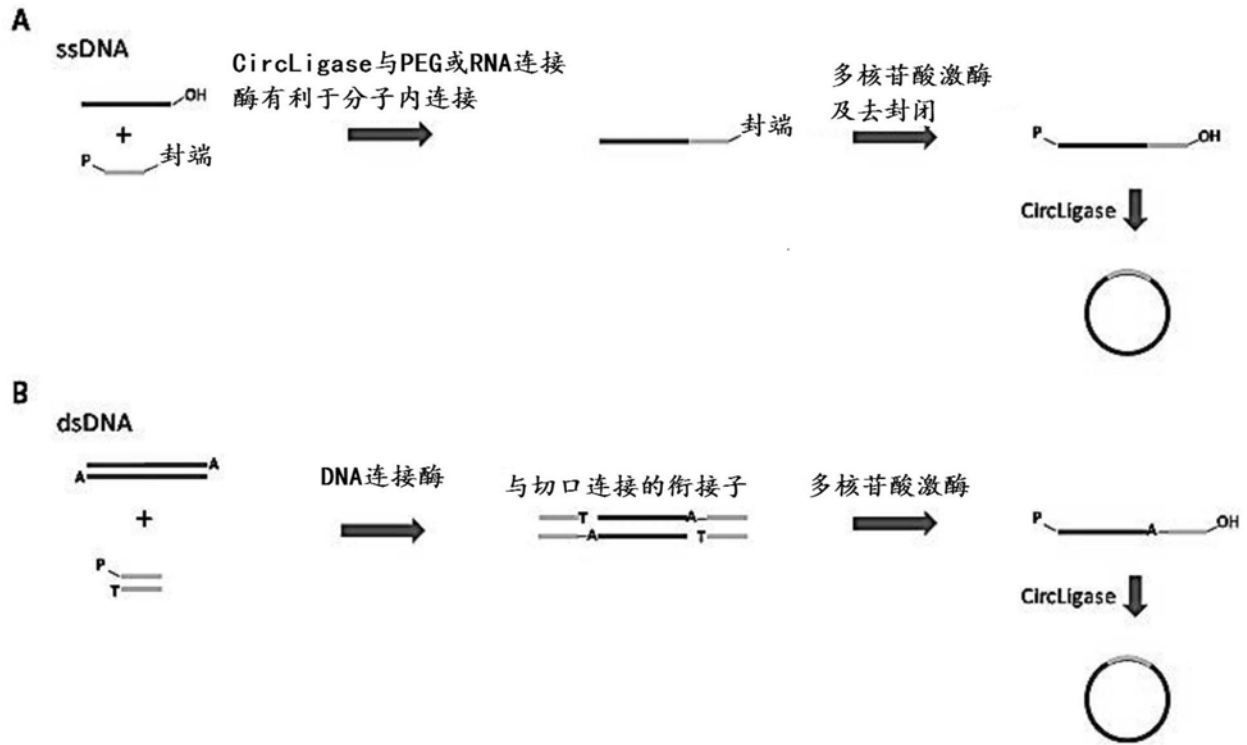 A
ssDNA
OH
+
P
封端
CircLigase与PEG或RNA连接
酶有利于分子内连接
封端
多核苷酸激酶
及去封闭
P
OH
CircLigase
B
dsDNA
A
A
+
P
T
DNA连接酶
与切口连接的衔接子
T
A
A
T
多核苷酸激酶
P
A
OH
CircLigase